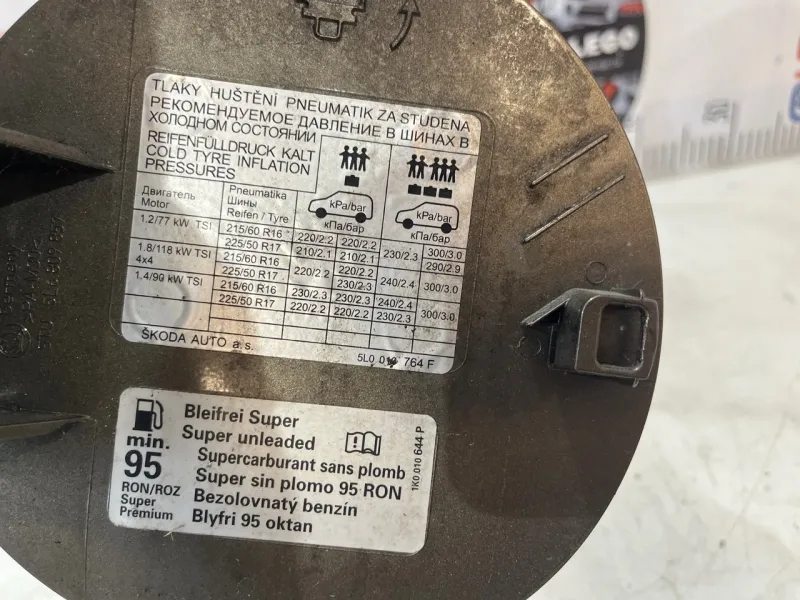 LEGO
TLAKY HUŠTĚNÍ PNEUMATIK ZA STUDENA
РЕКОМЕНДУЕМОЕ ДАВЛЕНИЕ В ШИНАХ В
ХОЛОДНОМ СОСТОЯНИИ
REIFENFÜLLDRUCK KALT
COLD TYRE INFLATION
PRESSURES
Двигатель
Motor
Pneumatika
Шины
Reifen / Tyre
kPa/bar
кПа/бар
kPa/bar
кПа/бар
1.2/77 kW TSI 215/60 R16 220/2.2 220/2.2 230/2.3 300/3.0
225/50 R17 210/2.1 210/2.1 290/2.9
1.8/118 kW TSI 215/60 R16 220/2.2 220/2.2 240/2.4 300/3.0
4x4 225/50 R17 230/2.3
1.4/90 kW TSI 215/60 R16 230/2.3 230/2.3 240/2.4 300/3.0
225/50 R17 220/2.2 220/2.2 230/2.3
ŠKODA AUTO a.s.
5L0 010 764 F
min.
95
RON/ROZ
Super
Premium
Bleifrei Super
Super unleaded
Supercarburant sans plomb
Super sin plomo 95 RON
Bezolovnatý benzín
Blyfri 95 oktan
1K0 010 644 P